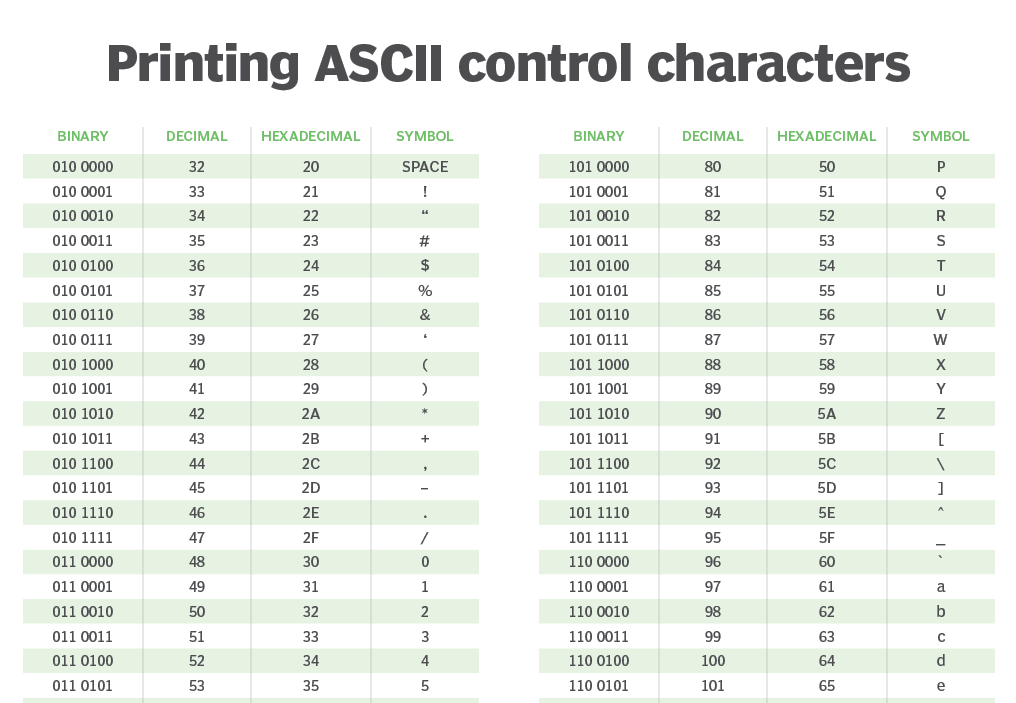 Printing ASCII control characters
BINARY DECIMAL HEXADECIMAL SYMBOL
010 0000 32 20 SPACE
010 0001 33 21 !
010 0010 34 22 “
010 0011 35 23 #
010 0100 36 24 $
010 0101 37 25 %
010 0110 38 26 &
010 0111 39 27 ‘
010 1000 40 28 (
010 1001 41 29 )
010 1010 42 2A *
010 1011 43 2B +
010 1100 44 2C ,
010 1101 45 2D –
010 1110 46 2E .
010 1111 47 2F /
011 0000 48 30 0
011 0001 49 31 1
011 0010 50 32 2
011 0011 51 33 3
011 0100 52 34 4
011 0101 53 35 5
BINARY DECIMAL HEXADECIMAL SYMBOL
101 0000 80 50 P
101 0001 81 51 Q
101 0010 82 52 R
101 0011 83 53 S
101 0100 84 54 T
101 0101 85 55 U
101 0110 86 56 V
101 0111 87 57 W
101 1000 88 58 X
101 1001 89 59 Y
101 1010 90 5A Z
101 1011 91 5B [
101 1100 92 5C \
101 1101 93 5D ]
101 1110 94 5E ^
101 1111 95 5F _
110 0000 96 60 `
110 0001 97 61 a
110 0010 98 62 b
110 0011 99 63 c
110 0100 100 64 d
110 0101 101 65 e